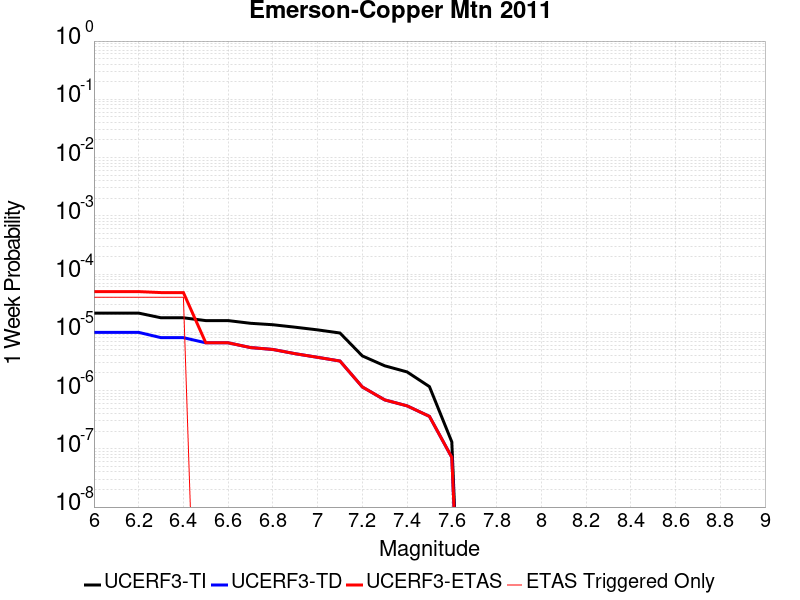 Emerson-Copper Mtn 2011
10^0
10^-1
10^-2
10^-3
10^-4
10^-5
10^-6
10^-7
10^-8
1 Week Probability
6 6.2 6.4 6.6 6.8 7 7.2 7.4 7.6 7.8 8 8.2 8.4 8.6 8.8 9
Magnitude
UCERF3-TI UCERF3-TD UCERF3-ETAS ETAS Triggered Only